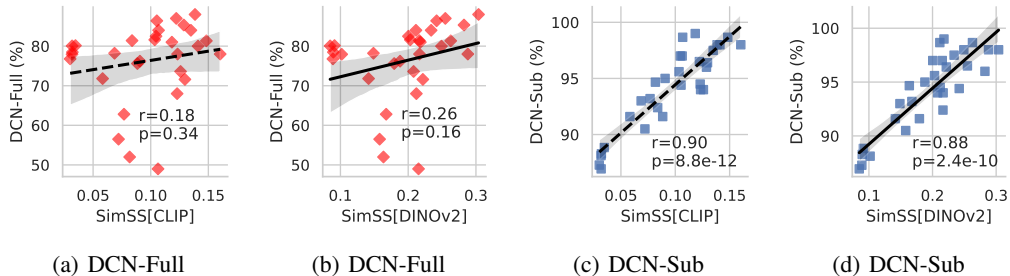 DCN-Full (%)
80
70
60
50
r=0.18
p=0.34
0.05 0.10 0.15
SimSS[CLIP]
(a) DCN-Full
DCN-Full (%)
80
70
60
50
r=0.26
p=0.16
0.1 0.2 0.3
SimSS[DINOv2]
(b) DCN-Full
DCN-Sub (%)
100
95
90
r=0.90
p=8.8e-12
0.05 0.10 0.15
SimSS[CLIP]
(c) DCN-Sub
DCN-Sub (%)
100
95
90
r=0.88
p=2.4e-10
0.1 0.2 0.3
SimSS[DINOv2]
(d) DCN-Sub